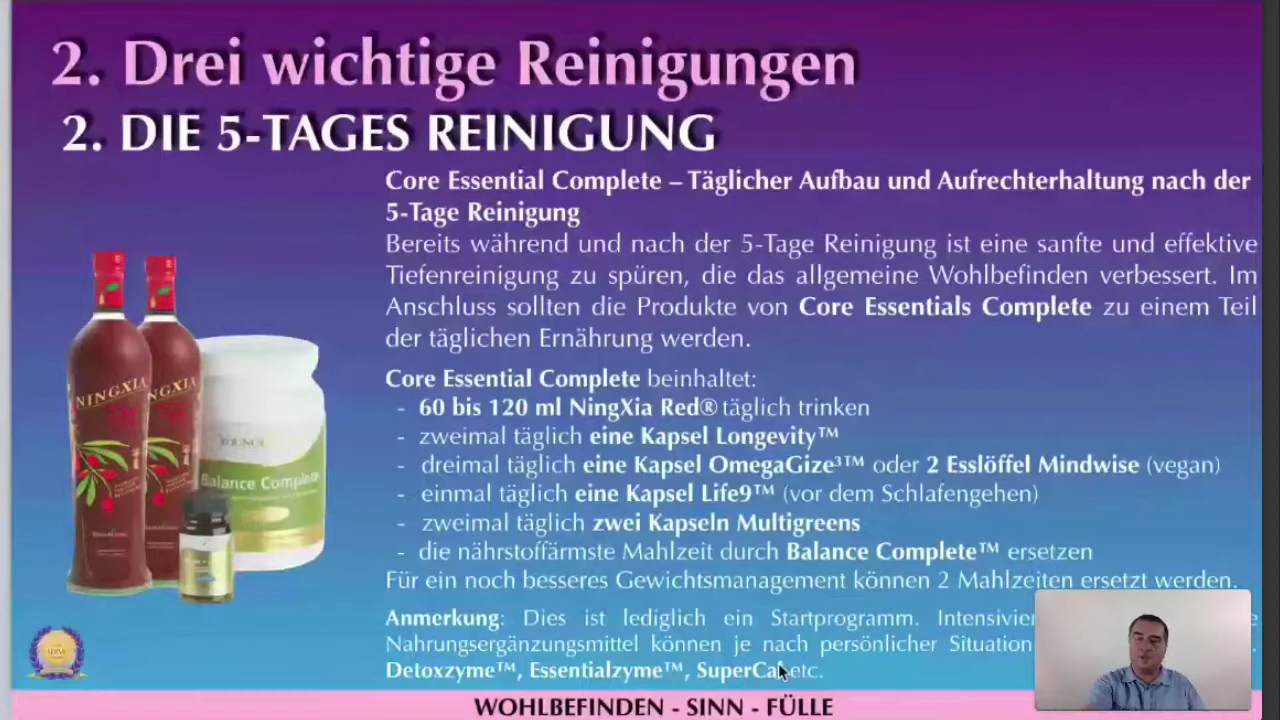 2. Drei wichtige Reinigungen
2. DIE 5-TAGES REINIGUNG
Core Essential Complete – Täglicher Aufbau und Aufrechterhaltung nach der
5-Tage Reinigung
Bereits während und nach der 5-Tage Reinigung ist eine sanfte und effektive
Tiefenreinigung zu spüren, die das allgemeine Wohlbefinden verbessert. Im
Anschluss sollten die Produkte von Core Essentials Complete zu einem Teil
der täglichen Ernährung werden.
Core Essential Complete beinhaltet:
- 60 bis 120 ml NingXia Red® täglich trinken
- zweimal täglich eine Kapsel Longevity™
- dreimal täglich eine Kapsel OmegaGize³™ oder 2 Esslöffel Mindwise (vegan)
- einmal täglich eine Kapsel Life9™ (vor dem Schlafengehen)
- zweimal täglich zwei Kapseln Multigreens
- die nährstoffärmste Mahlzeit durch Balance Complete™ ersetzen
Für ein noch besseres Gewichtsmanagement können 2 Mahlzeiten ersetzt werden.
Anmerkung: Dies ist lediglich ein Startprogramm.
Nahrungsergänzungsmittel können je nach persönlicher Situation
Detoxzyme™, Essentialzyme™, etc.
NINGXIA
NINGXIA
Balance Complete
WOHLBEFINDEN - SINN - FÜLLE